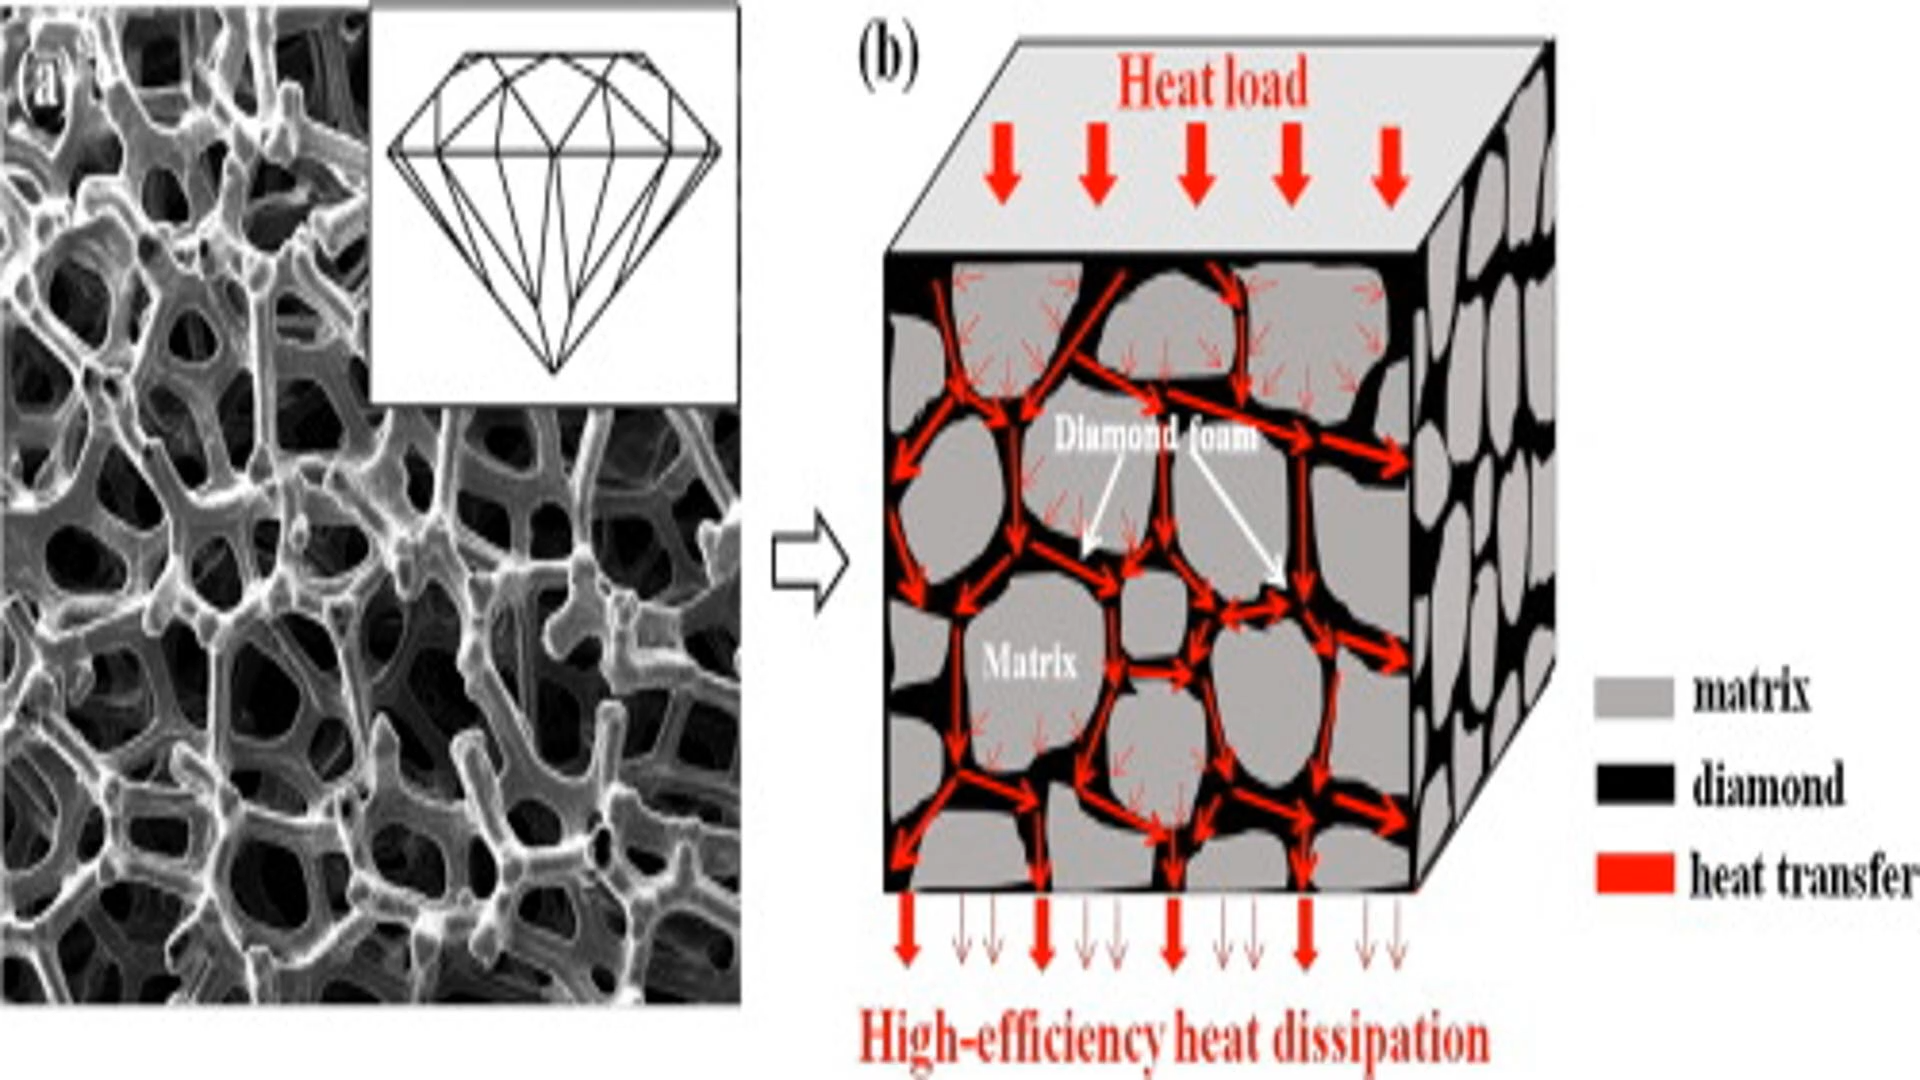 (a)
(b)
Heat load
Diamond foam
Matrix
matrix
diamond
heat transfer
High-efficiency heat dissipation